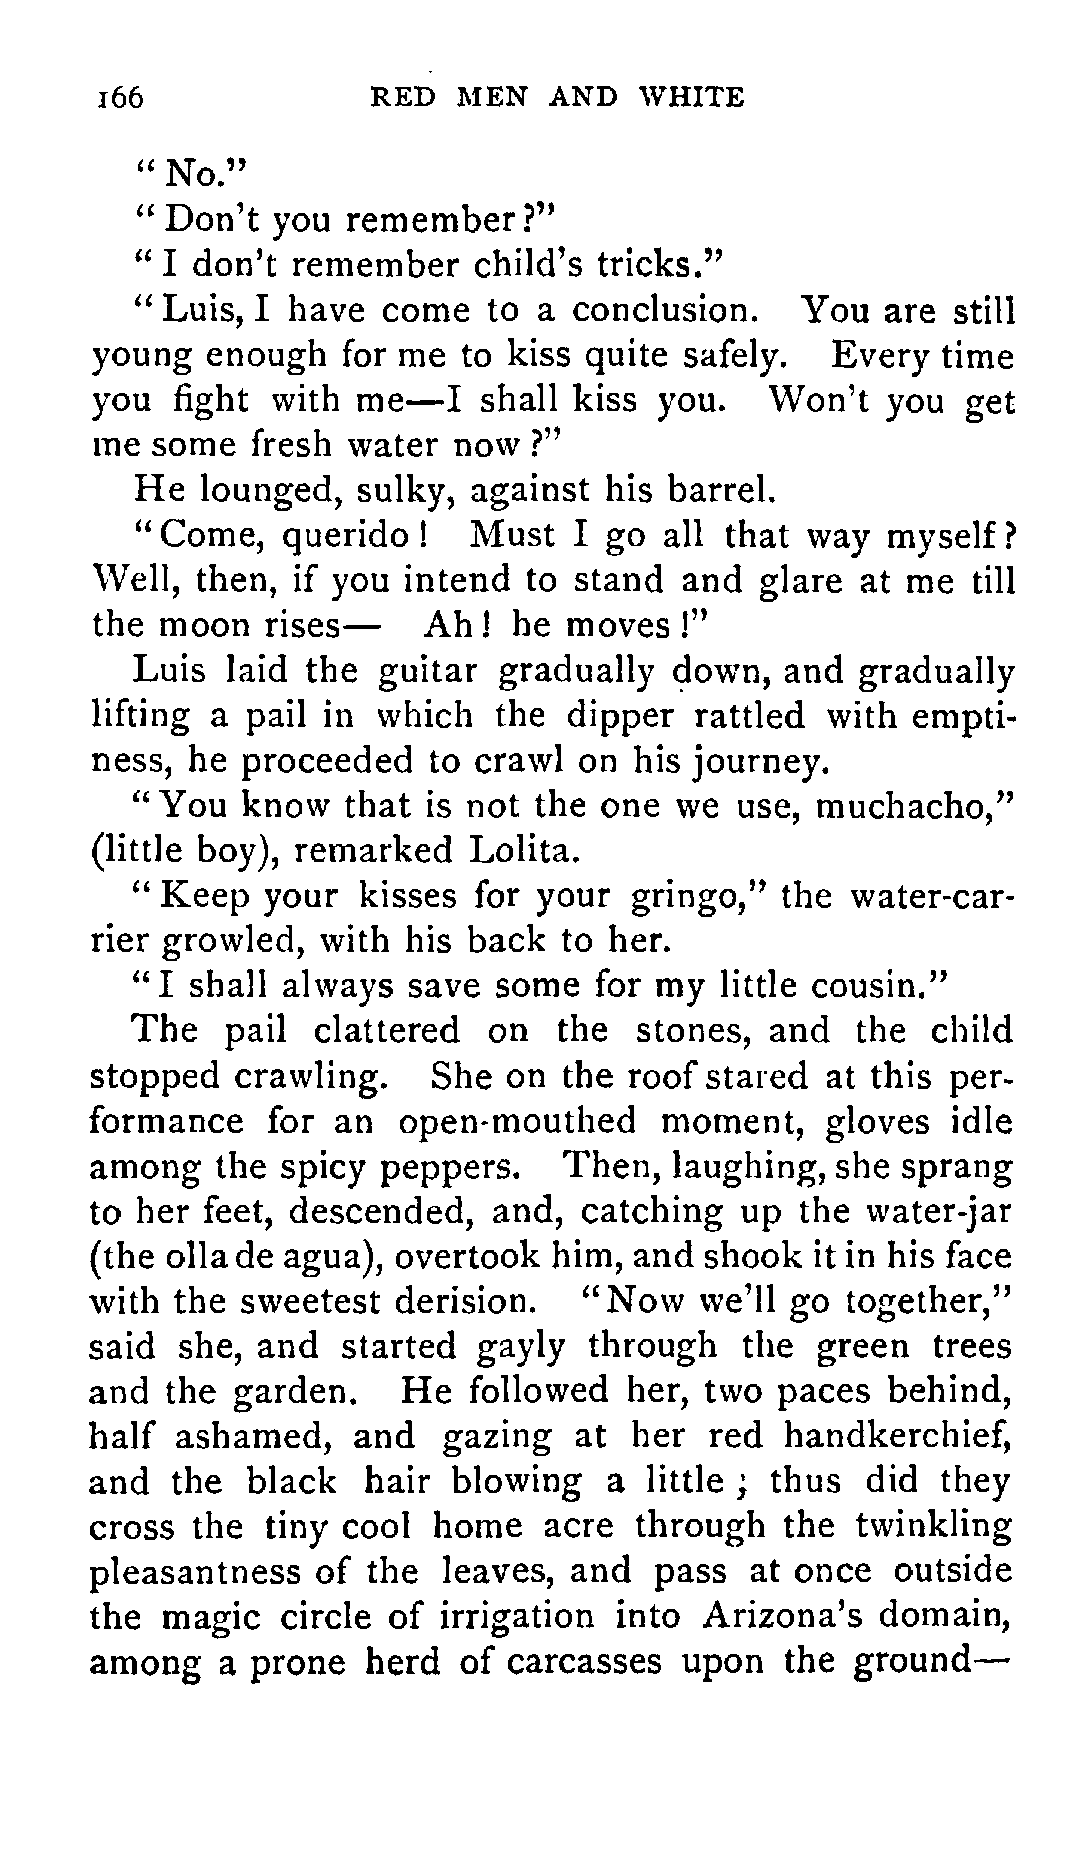 166 RED MEN AND WHITE
“ No.”
“ Don’t you remember?”
“ I don’t remember child’s tricks.”
“ Luis, I have come to a conclusion. You are still
young enough for me to kiss quite safely. Every time
you fight with me—I shall kiss you. Won’t you get
me some fresh water now ?”
He lounged, sulky, against his barrel.
“ Come, querido ! Must I go all that way myself?
Well, then, if you intend to stand and glare at me till
the moon rises— Ah ! he moves !”
Luis laid the guitar gradually down, and gradually
lifting a pail in which the dipper rattled with empti-
ness, he proceeded to crawl on his journey.
“ You know that is not the one we use, muchacho,”
(little boy), remarked Lolita.
“ Keep your kisses for your gringo,” the water-car-
rier growled, with his back to her.
“ I shall always save some for my little cousin.”
The pail clattered on the stones, and the child
stopped crawling. She on the roof stared at this per-
formance for an open-mouthed moment, gloves idle
among the spicy peppers. Then, laughing, she sprang
to her feet, descended, and, catching up the water-jar
(the olla de agua), overtook him, and shook it in his face
with the sweetest derision. “ Now we’ll go together,”
said she, and started gayly through the green trees
and the garden. He followed her, two paces behind,
half ashamed, and gazing at her red handkerchief,
and the black hair blowing a little ; thus did they
cross the tiny cool home acre through the twinkling
pleasantness of the leaves, and pass at once outside
the magic circle of irrigation into Arizona’s domain,
among a prone herd of carcasses upon the ground—